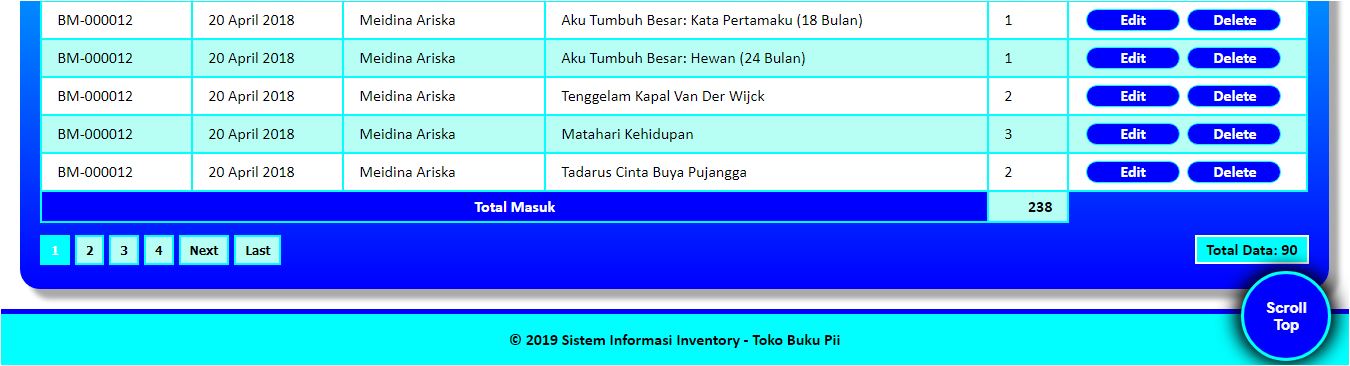 BM-000012 20 April 2018 Meidina Ariska Aku Tumbuh Besar: Kata Pertamaku (18 Bulan) 1 Edit Delete
BM-000012 20 April 2018 Meidina Ariska Aku Tumbuh Besar: Hewan (24 Bulan) 1 Edit Delete
BM-000012 20 April 2018 Meidina Ariska Tenggelam Kapal Van Der Wijck 2 Edit Delete
BM-000012 20 April 2018 Meidina Ariska Matahari Kehidupan 3 Edit Delete
BM-000012 20 April 2018 Meidina Ariska Tadarus Cinta Buya Pujangga 2 Edit Delete
Total Masuk 238
1 2 3 4 Next Last Total Data: 90
Scroll
Top
© 2019 Sistem Informasi Inventory - Toko Buku Pii